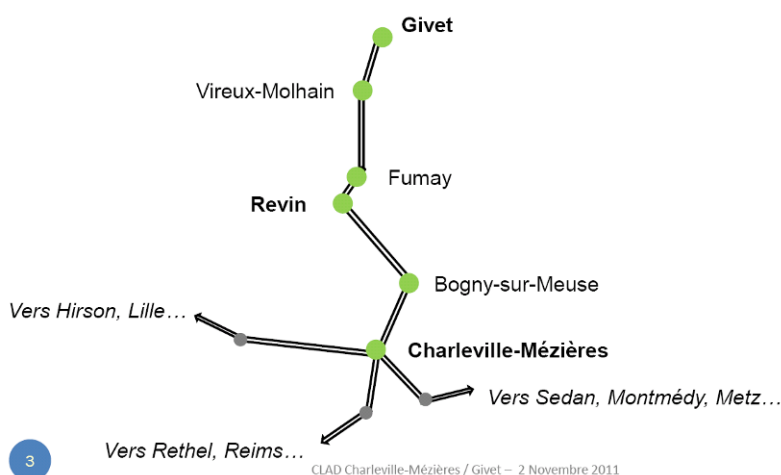 Givet
Vireux-Molhain
Fumay
Revin
Bogny-sur-Meuse
Vers Hirson, Lille…
Charleville-Mézières
Vers Sedan, Montmédy, Metz…
Vers Rethel, Reims…
3
CLAD Charleville-Mézières / Givet – 2 Novembre 2011